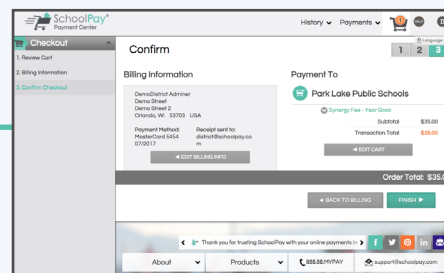 SchoolPay
Payment Center
History
Payments
1
HELP
Checkout
Language
1. Review Cart
2. Billing Information
3. Confirm Checkout
Confirm
1 2 3
Billing Information
DemoDistrict Adminer
Demo Street
Demo Street 2
Orlando, WI 53703 USA
Payment Method: Receipt sent to:
MasterCard 5454 district@schoolpay.co
07/2017 m
EDIT BILLING INFO
Payment To
Park Lake Public Schools
Synergy Fee - Year Book
Subtotal $35.00
Transaction Total $35.00
EDIT CART
Order Total: $35.0
BACK TO BILLING
FINISH
Thank you for trusting SchoolPay with your online payments in
About
Products
888.88.MYPAY
support@schoolpay.com